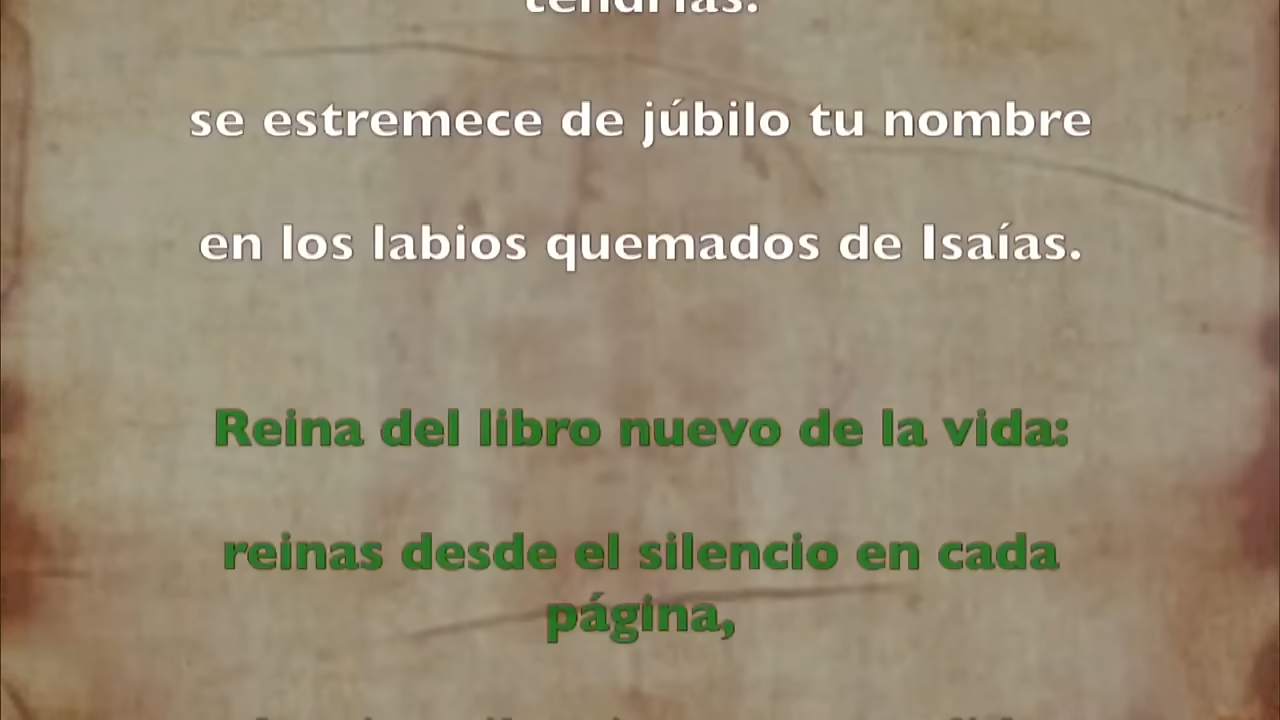 tendrías.
se estremece de júbilo tu nombre
en los labios quemados de Isaías.
Reina del libro nuevo de la vida:
reinas desde el silencio en cada
página,